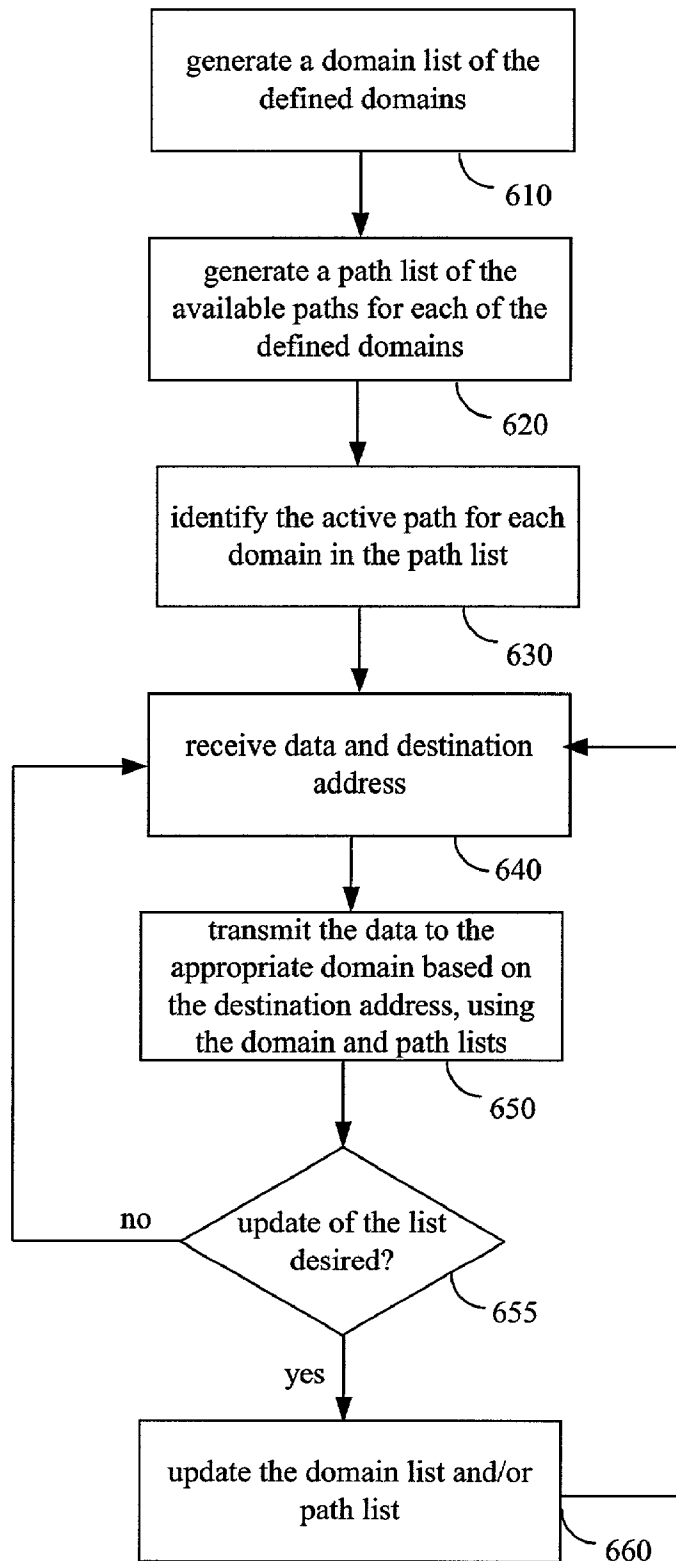 generate a domain list of the
defined domains
610
generate a path list of the
available paths for each of the
defined domains
620
identify the active path for each
domain in the path list
630
receive data and destination
address
640
transmit the data to the
appropriate domain based on
the destination address, using
the domain and path lists
650
no
update of the list
desired?
655
yes
update the domain list and/or
path list
660